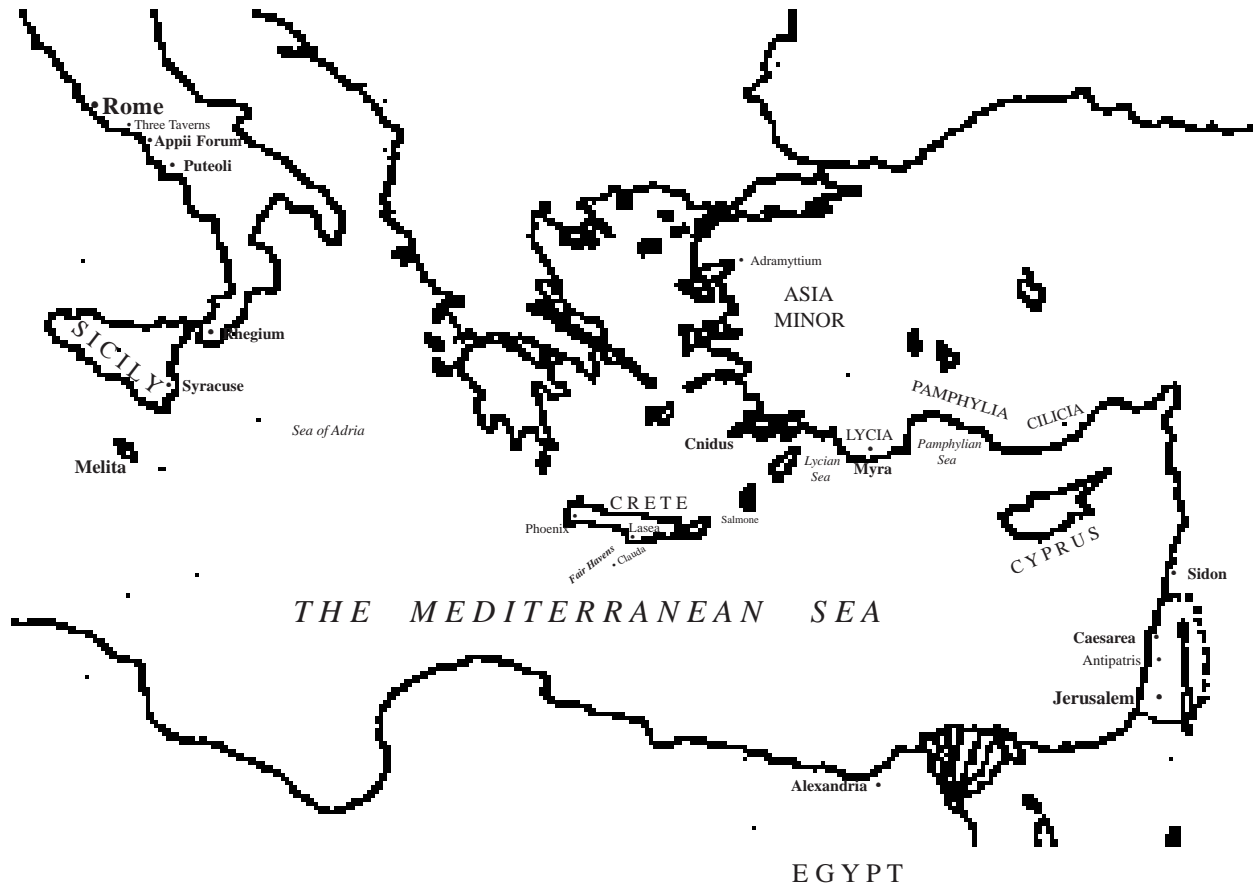 Rome
Three Taverns
Appii Forum
Puteoli
Adramyttium
ASIA
MINOR
SICILY
Rhegium
Syracuse
PAMPHYLIA
CILICIA
Sea of Adria
Cnidus
LYCIA
Pamphylian
Sea
Melita
Lycian
Sea
Myra
CRETE
Phoenix
Lasea
Salmone
Fair Havens
Clauda
CYPRUS
Sidon
THE MEDITERRANEAN SEA
Caesarea
Antipatris
Jerusalem
Alexandria
EGYPT